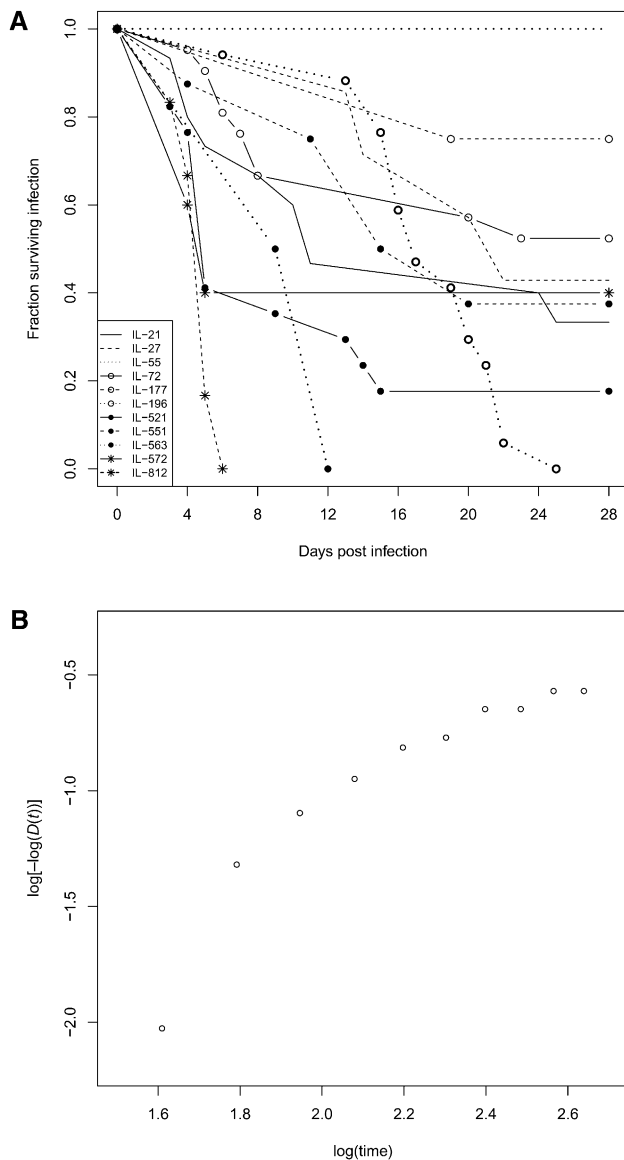 A
Fraction surviving infection
1.0
0.8
0.6
0.4
0.2
0.0
IL−21
IL−27
IL−55
IL−72
IL−177
IL−196
IL−521
IL−551
IL−563
IL−572
IL−812
0 4 8 12 16 20 24 28
Days post infection
B
log[−log(D(t))]
−0.5
−1.0
−1.5
−2.0
1.6 1.8 2.0 2.2 2.4 2.6
log(time)